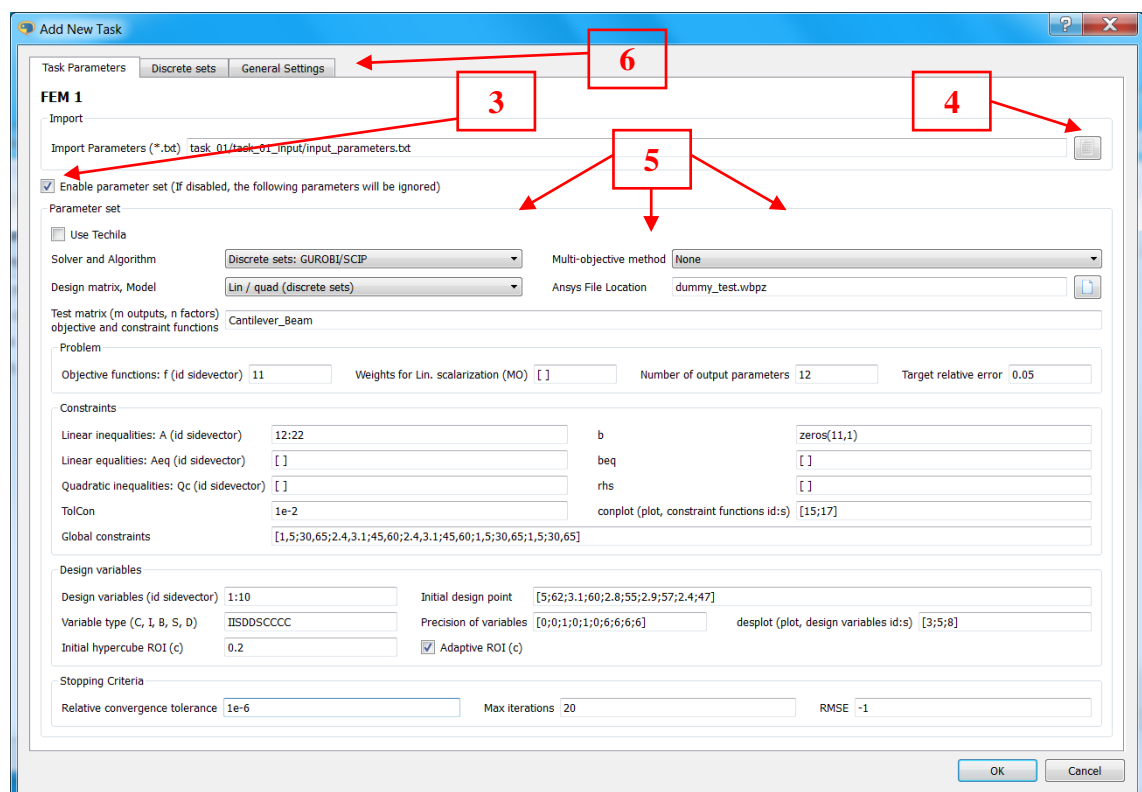 Add New Task
6
Task Parameters Discrete sets General Settings
FEM 1
3
4
Import
Import Parameters (*.txt) task_01/task_01_input/input_parameters.txt
5
Enable parameter set (If disabled, the following parameters will be ignored)
Parameter set
Use Techila
Solver and Algorithm Discrete sets: GUROBI/SCIP Multi-objective method None
Design matrix, Model Lin / quad (discrete sets) Ansys File Location dummy_test.wbpz
Test matrix (m outputs, n factors)
objective and constraint functions Cantilever_Beam
Problem
Objective functions: f (id sidevector) 11 Weights for Lin. scalarization (MO) [ ] Number of output parameters 12 Target relative error 0.05
Constraints
Linear inequalities: A (id sidevector) 12:22 b zeros(11,1)
Linear equalities: Aeq (id sidevector) [ ] beq [ ]
Quadratic inequalities: Qc (id sidevector) [ ] rhs [ ]
TolCon 1e-2 conplot (plot, constraint functions id:s) [15;17]
Global constraints [1,5;30,65;2.4,3.1;45,60;2.4,3.1;45,60;1,5;30,65;1,5;30,65]
Design variables
Design variables (id sidevector) 1:10 Initial design point [5;62;3.1;60;2.8;55;2.9;57;2.4;47]
Variable type (C, I, B, S, D) IISDDSCCCC Precision of variables [0;0;1;0;1;0;6;6;6;6] desplot (plot, design variables id:s) [3;5;8]
Initial hypercube ROI (c) 0.2 Adaptive ROI (c)
Stopping Criteria
Relative convergence tolerance 1e-6 Max iterations 20 RMSE -1
OK Cancel